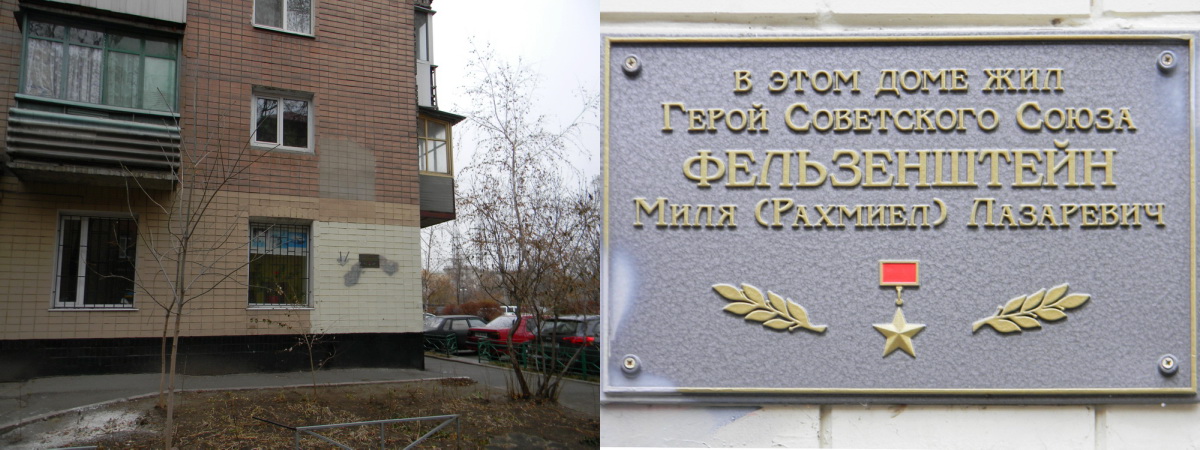 В ЭТОМ ДОМЕ ЖИЛ
ГЕРОЙ СОВЕТСКОГО СОЮЗА
ФЕЛЬЗЕНШТЕЙН
МИЛЯ (РАХМИЕЛ) ЛАЗАРЕВИЧ